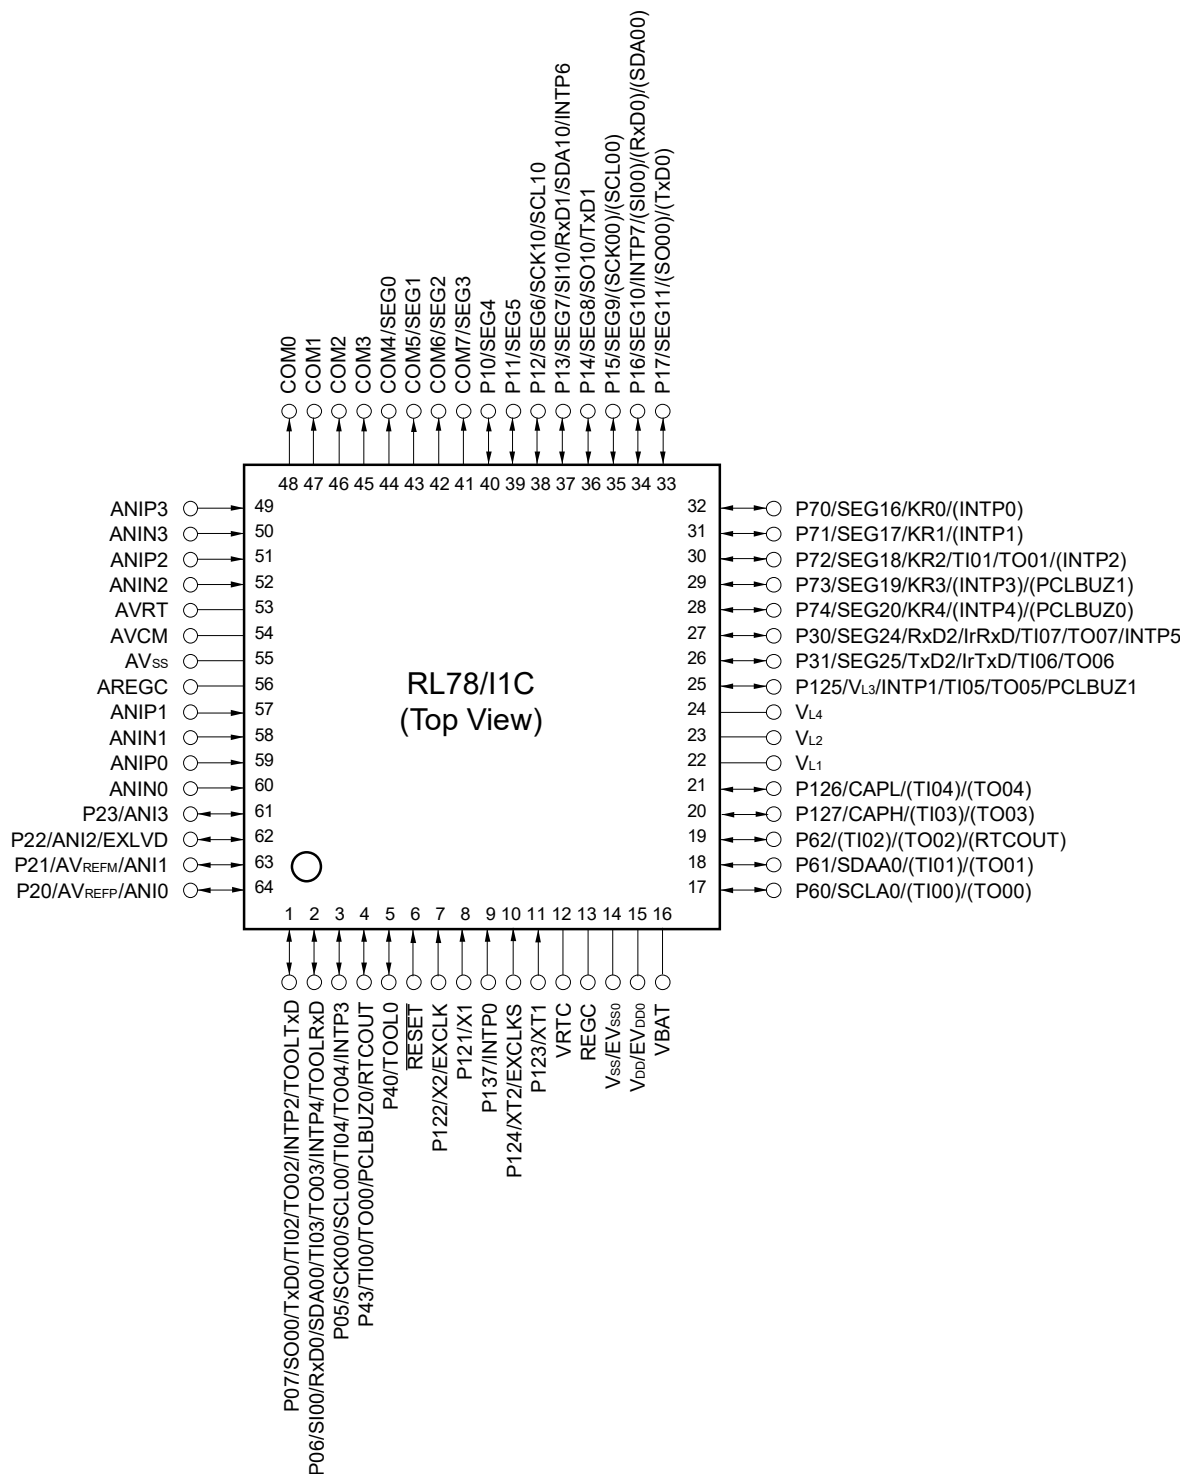 COM0
COM1
COM2
COM3
COM4/SEG0
COM5/SEG1
COM6/SEG2
COM7/SEG3
P10/SEG4
P11/SEG5
P12/SEG6/SCK10/SCL10
P13/SEG7/SI10/RxD1/SDA10/INTP6
P14/SEG8/SO10/TxD1
P15/SEG9/(SCK00)/(SCL00)
P16/SEG10/INTP7/(SI00)/(RxD0)/(SDA00)
P17/SEG11/(SO00)/(TxD0)
48 47 46 45 44 43 42 41 40 39 38 37 36 35 34 33
ANIP3 49
ANIN3 50
ANIP2 51
ANIN2 52
AVRT 53
AVCM 54
AVSS 55
AREGC 56
ANIP1 57
ANIN1 58
ANIP0 59
ANIN0 60
P23/ANI3 61
P22/ANI2/EXLVD 62
P21/AVREFM/ANI1 63
P20/AVREFP/ANI0 64
RL78/I1C
(Top View)
32 P70/SEG16/KR0/(INTP0)
31 P71/SEG17/KR1/(INTP1)
30 P72/SEG18/KR2/TI01/TO01/(INTP2)
29 P73/SEG19/KR3/(INTP3)/(PCLBUZ1)
28 P74/SEG20/KR4/(INTP4)/(PCLBUZ0)
27 P30/SEG24/RxD2/IrRxD/TI07/TO07/INTP5
26 P31/SEG25/TxD2/IrTxD/TI06/TO06
25 P125/VL3/INTP1/TI05/TO05/PCLBUZ1
24 VL4
23 VL2
22 VL1
21 P126/CAPL/(TI04)/(TO04)
20 P127/CAPH/(TI03)/(TO03)
19 P62/(TI02)/(TO02)/(RTCOUT)
18 P61/SDAA0/(TI01)/(TO01)
17 P60/SCLA0/(TI00)/(TO00)
1 2 3 4 5 6 7 8 9 10 11 12 13 14 15 16
P07/SO00/TxD0/TI02/TO02/INTP2/TOOLTxD
P06/SI00/RxD0/SDA00/TI03/TO03/INTP4/TOOLRxD
P05/SCK00/SCL00/TI04/TO04/INTP3
P43/TI00/TO00/PCLBUZ0/RTCOUT
P40/TOOL0
RESET
P122/X2/EXCLK
P121/X1
P137/INTP0
P124/XT2/EXCLKS
P123/XT1
VRTC
REGC
VSS/EVSS0
VDD/EVDD0
VBAT